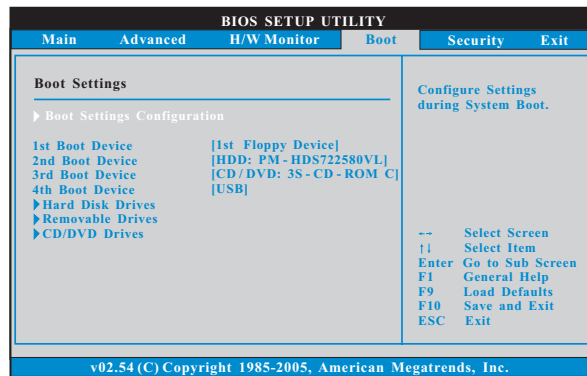 BIOS SETUP UTILITY
Main Advanced H/W Monitor Boot Security Exit
Boot Settings
Boot Settings Configuration
1st Boot Device [1st Floppy Device]
2nd Boot Device [HDD: PM - HDS722580VL]
3rd Boot Device [CD / DVD: 3S - CD - ROM C]
4th Boot Device [USB]
Hard Disk Drives
Removable Drives
CD/DVD Drives
Configure Settings
during System Boot.
←→ Select Screen
↑↓ Select Item
Enter Go to Sub Screen
F1 General Help
F9 Load Defaults
F10 Save and Exit
ESC Exit
v02.54 (C) Copyright 1985-2005, American Megatrends, Inc.